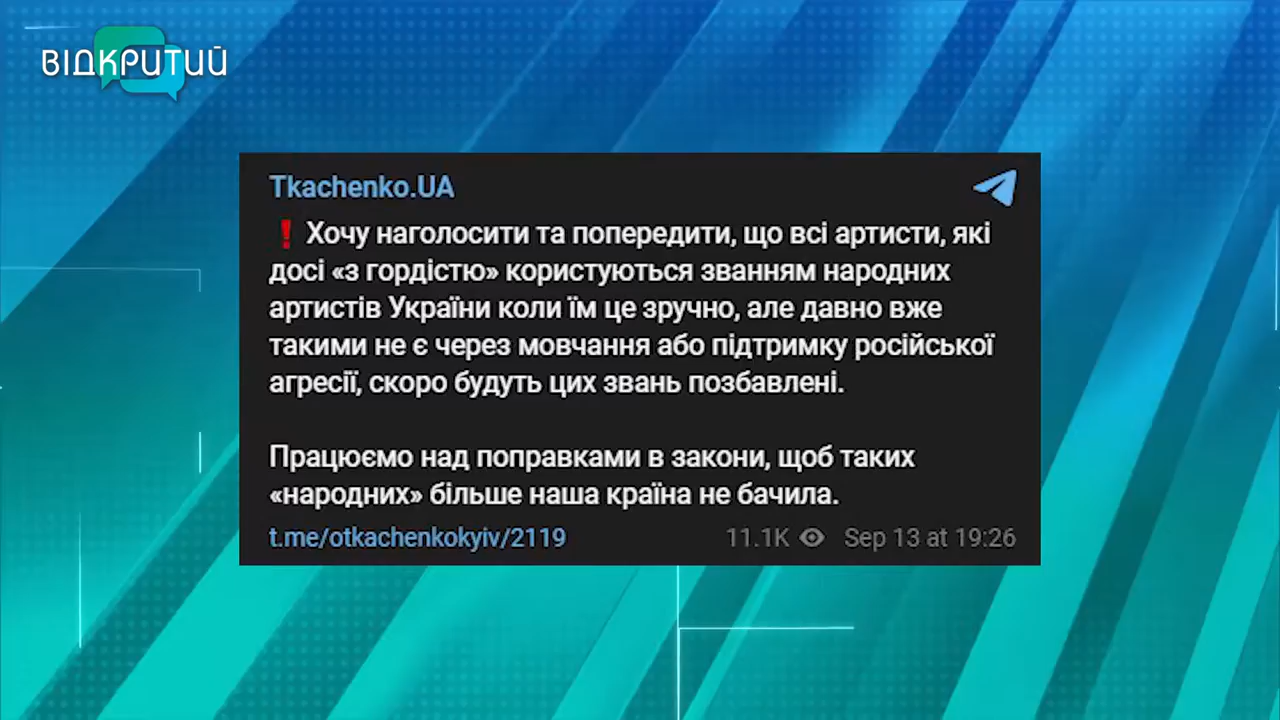 ВІДКРИТИЙ
Tkachenko.UA
❗ Хочу наголосити та попередити, що всі артисти, які
досі «з гордістю» користуються званням народних
артистів України коли їм це зручно, але давно вже
такими не є через мовчання або підтримку російської
агресії, скоро будуть цих звань позбавлені.
Працюємо над поправками в закони, щоб таких
«народних» більше наша країна не бачила.
t.me/otkachenkokyiv/2119 11.1K Sep 13 at 19:26